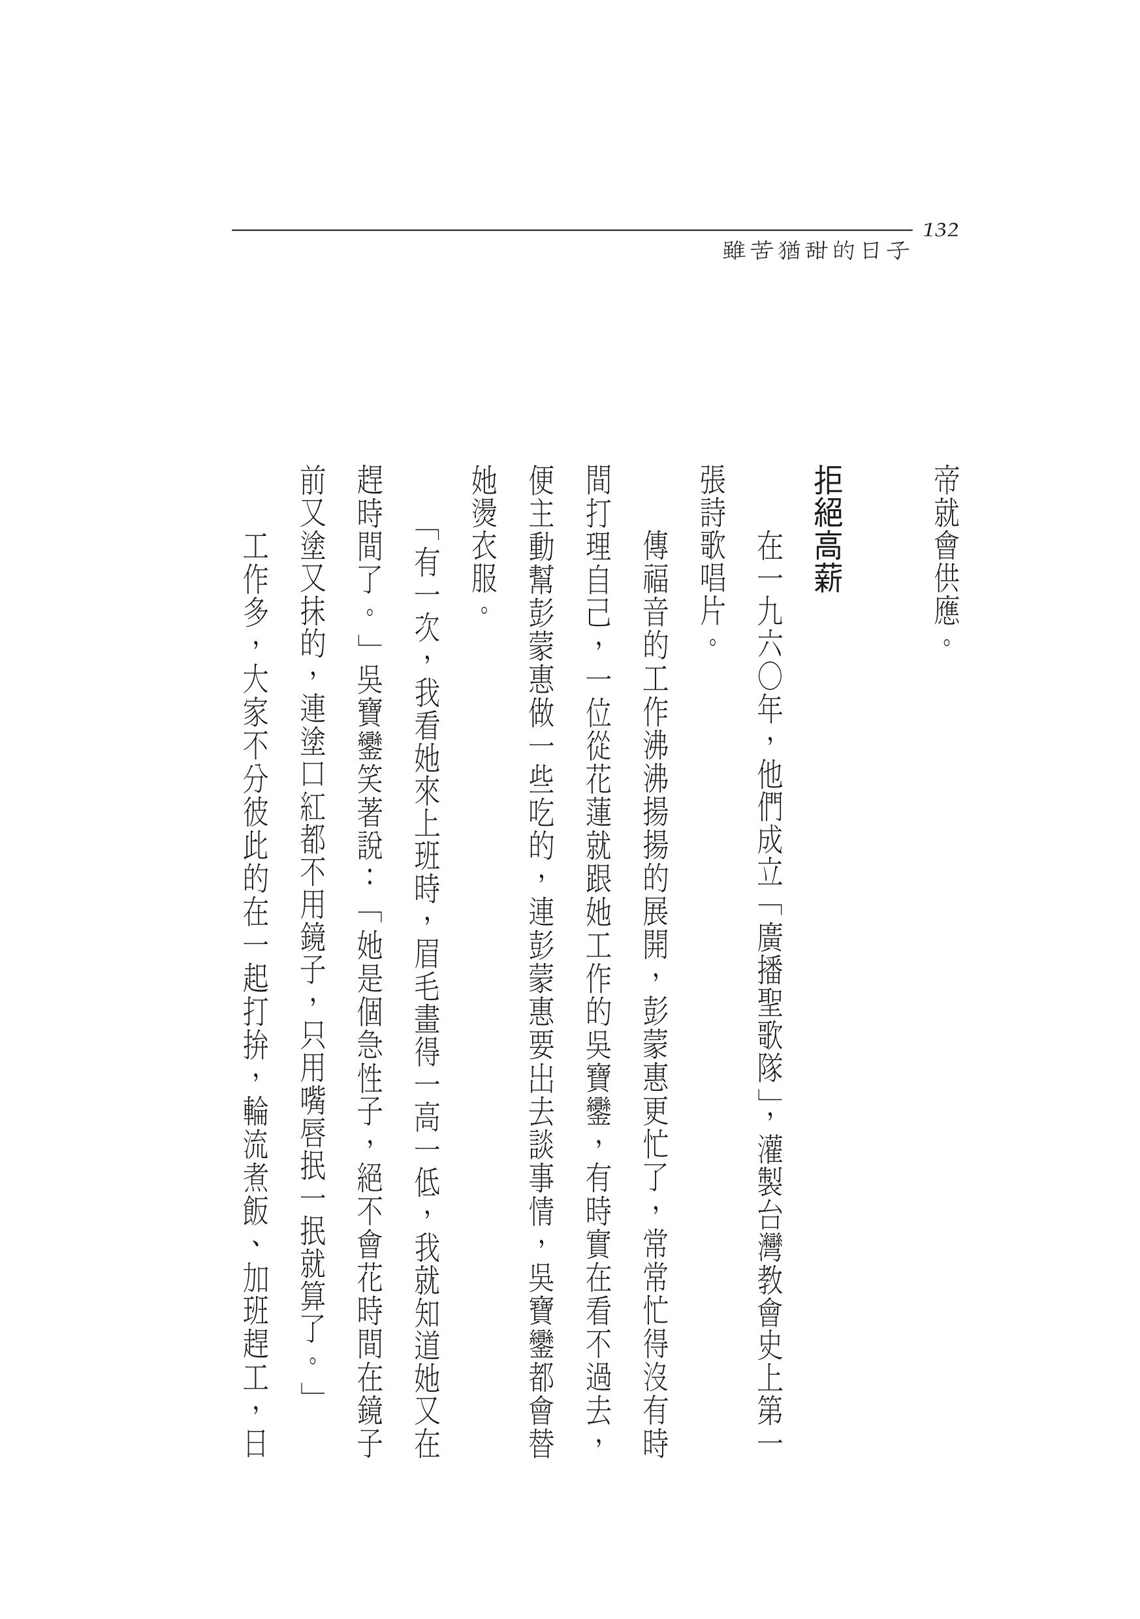 132
雖苦猶甜的日子
帝就會供應。
拒絕高薪
在一九六〇年，他們成立「廣播聖歌隊」，灌製台灣教會史上第一
張詩歌唱片。
傳福音的工作沸沸揚揚的展開，彭蒙惠更忙了，常常忙得沒有時
間打理自己，一位從花蓮就跟她工作的吳寶鑾，有時實在看不過去，
便主動幫彭蒙惠做一些吃的，連彭蒙惠要出去談事情，吳寶鑾都會替
她燙衣服。
「有一次，我看她來上班時，眉毛畫得一高一低，我就知道她又在
趕時間了。」吳寶鑾笑著說：「她是個急性子，絕不會花時間在鏡子
前又塗又抹的，連塗口紅都不用鏡子，只用嘴唇抿一抿就算了。」
工作多，大家不分彼此的在一起打拚，輪流煮飯、加班趕工，日